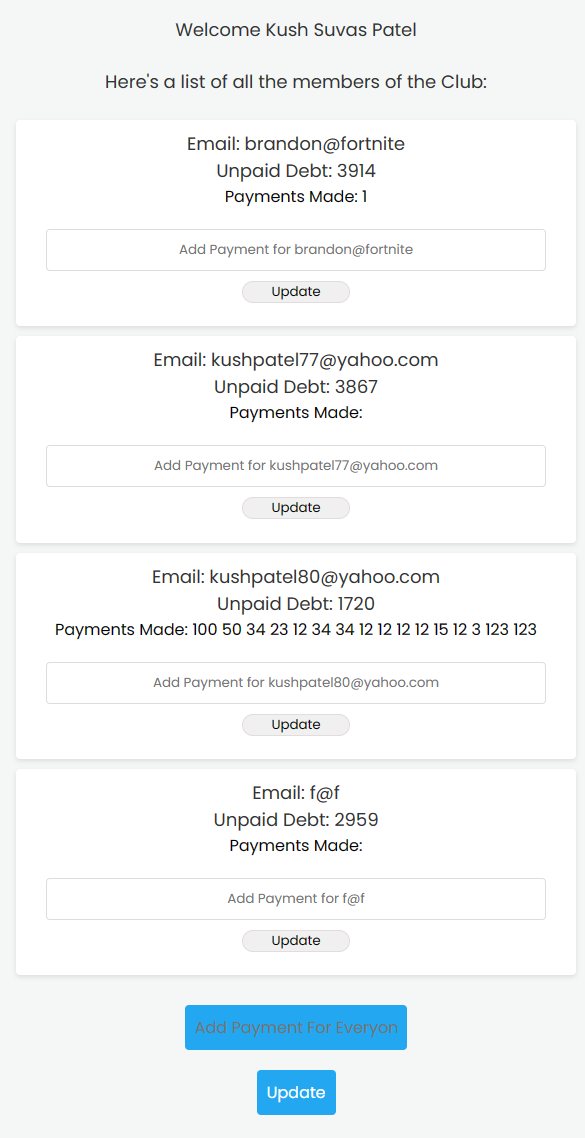 Welcome Kush Suvas Patel
Here's a list of all the members of the Club:
Email: brandon@fortnite
Unpaid Debt: 3914
Payments Made: 1
Add Payment for brandon@fortnite
Update
Email: kushpatel77@yahoo.com
Unpaid Debt: 3867
Payments Made:
Add Payment for kushpatel77@yahoo.com
Update
Email: kushpatel80@yahoo.com
Unpaid Debt: 1720
Payments Made: 100 50 34 23 12 34 34 12 12 12 12 15 12 3 123 123
Add Payment for kushpatel80@yahoo.com
Update
Email: f@f
Unpaid Debt: 2959
Payments Made:
Add Payment for f@f
Update
Add Payment For Everyon
Update